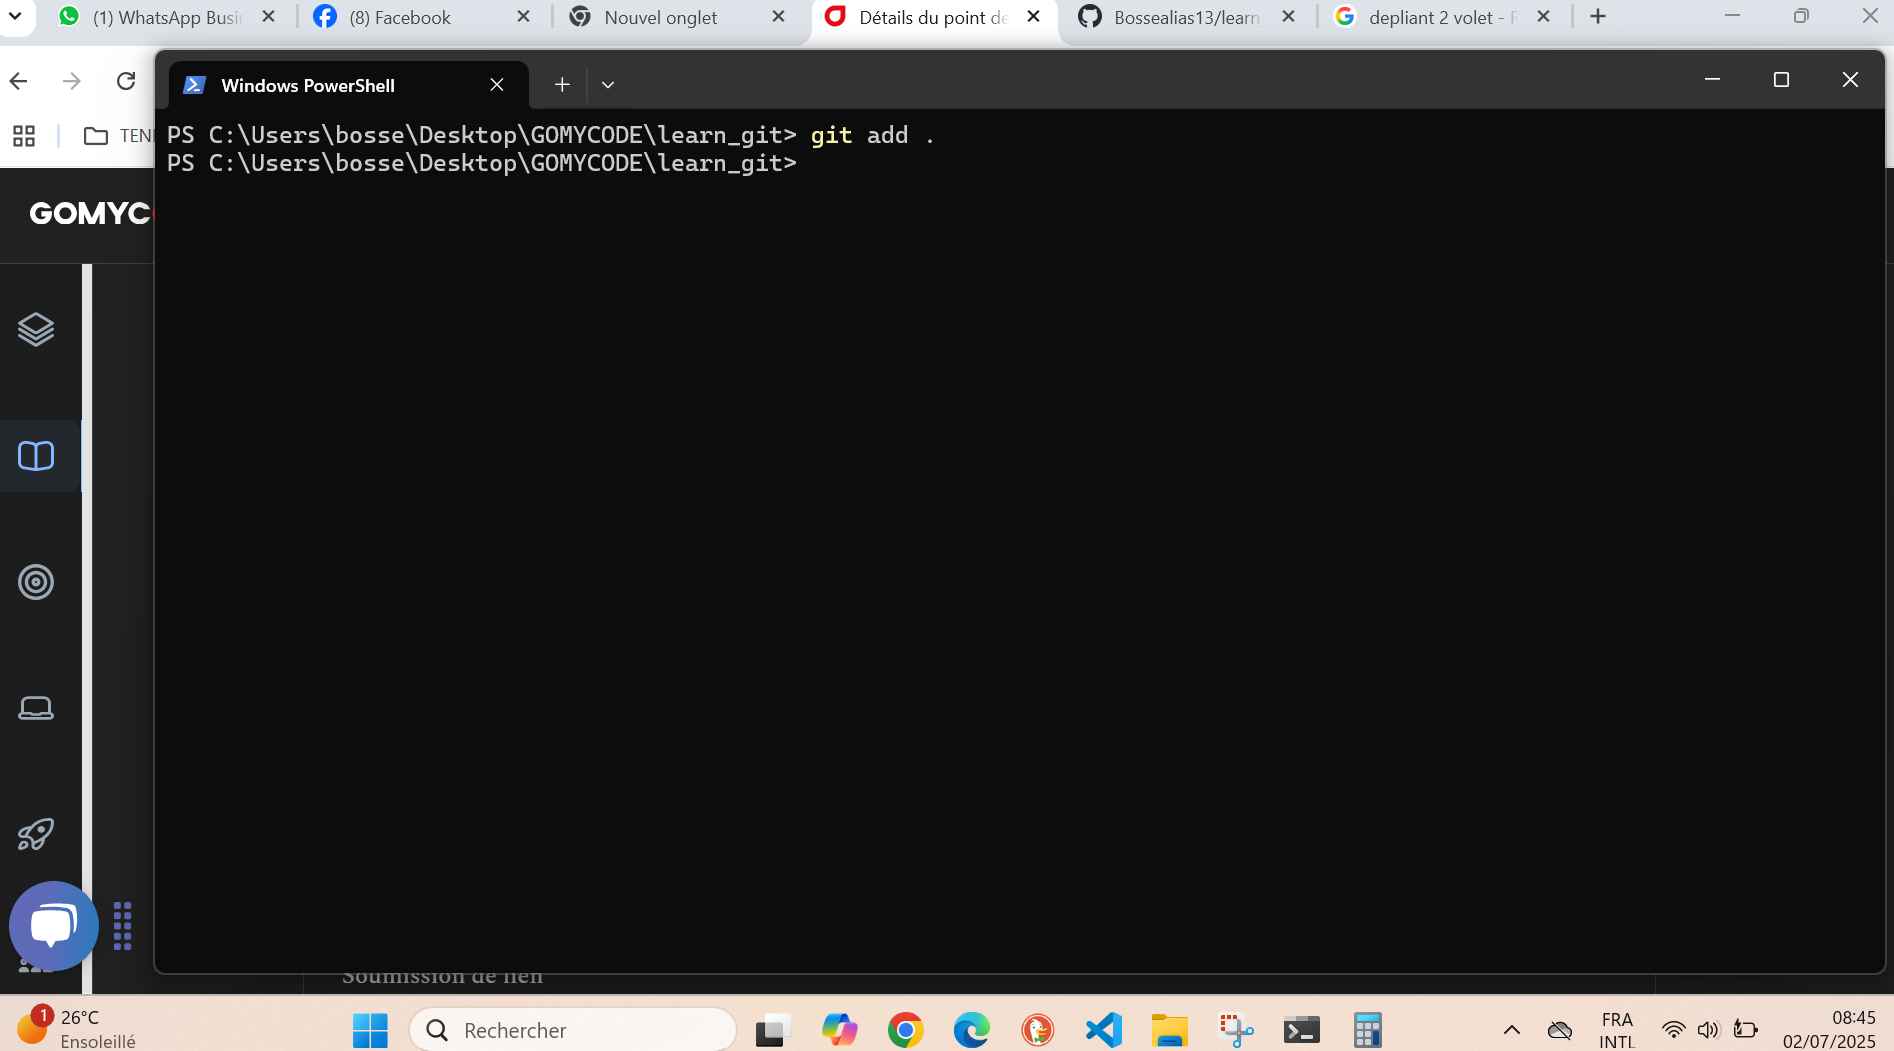 (1) WhatsApp Busi
(8) Facebook
Nouvel onglet
Détails du point de
Bossealias13/learn_
depliant 2 volet - R
Windows PowerShell
TEN
PS C:\Users\bosse\Desktop\GOMYCODE\learn_git> git add .
PS C:\Users\bosse\Desktop\GOMYCODE\learn_git>
GOMYC
Soumission de lien
1
26°C
Ensoleillé
Rechercher
FRA
INTL
08:45
02/07/2025